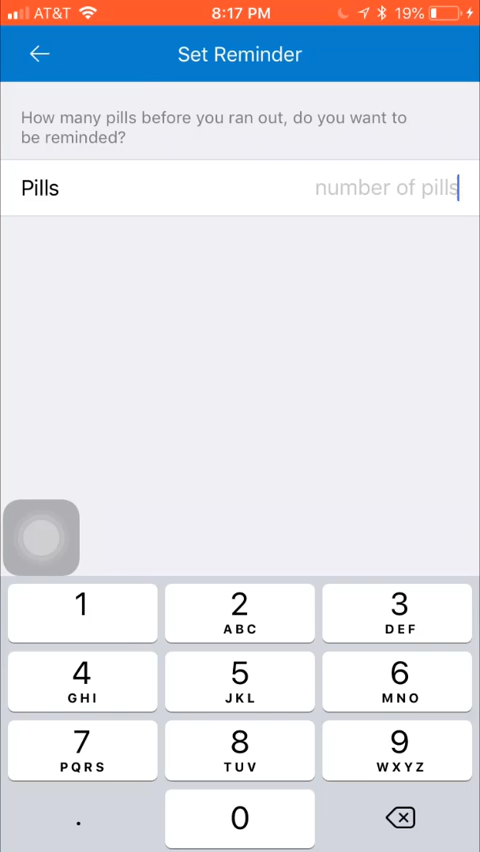 AT&T 8:17 PM 19%
Set Reminder
How many pills before you ran out, do you want to
be reminded?
Pills number of pills
1 2 3
ABC DEF
4 5 6
GHI JKL MNO
7 8 9
PQRS TUV WXYZ
. 0